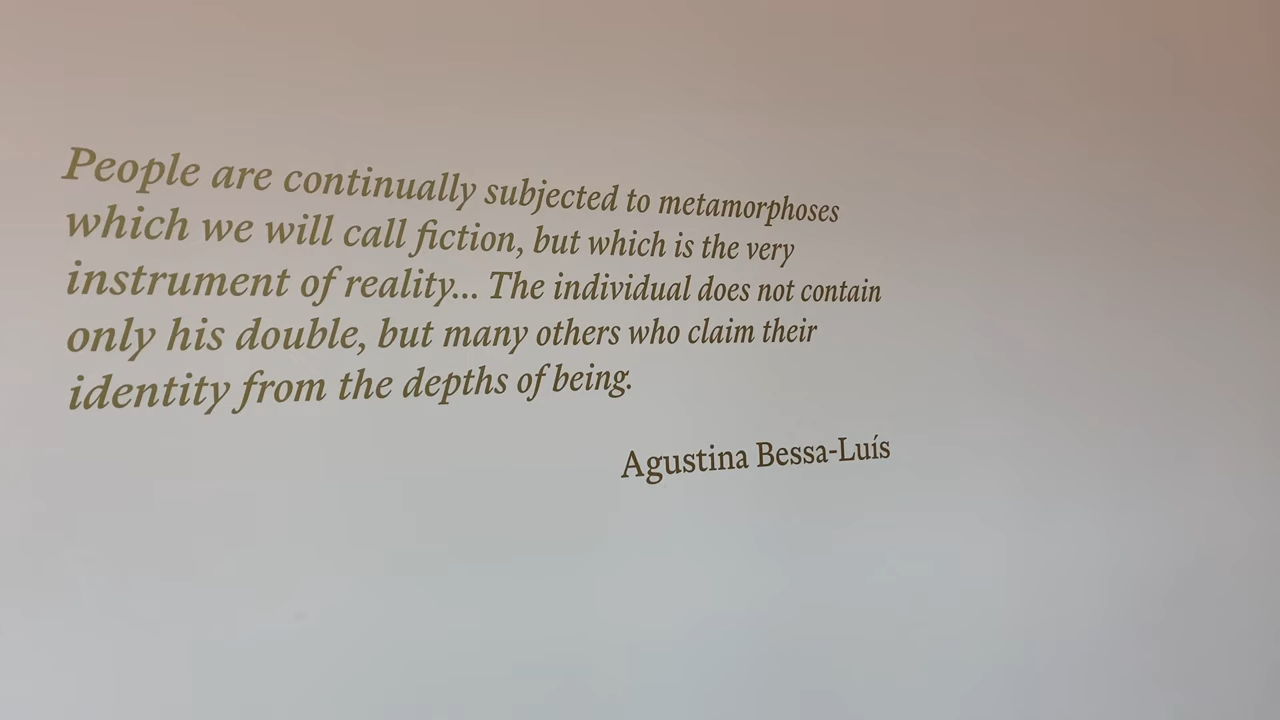 People are continually subjected to metamorphoses
which we will call fiction, but which is the very
instrument of reality... The individual does not contain
only his double, but many others who claim their
identity from the depths of being.
Agustina Bessa-Luís